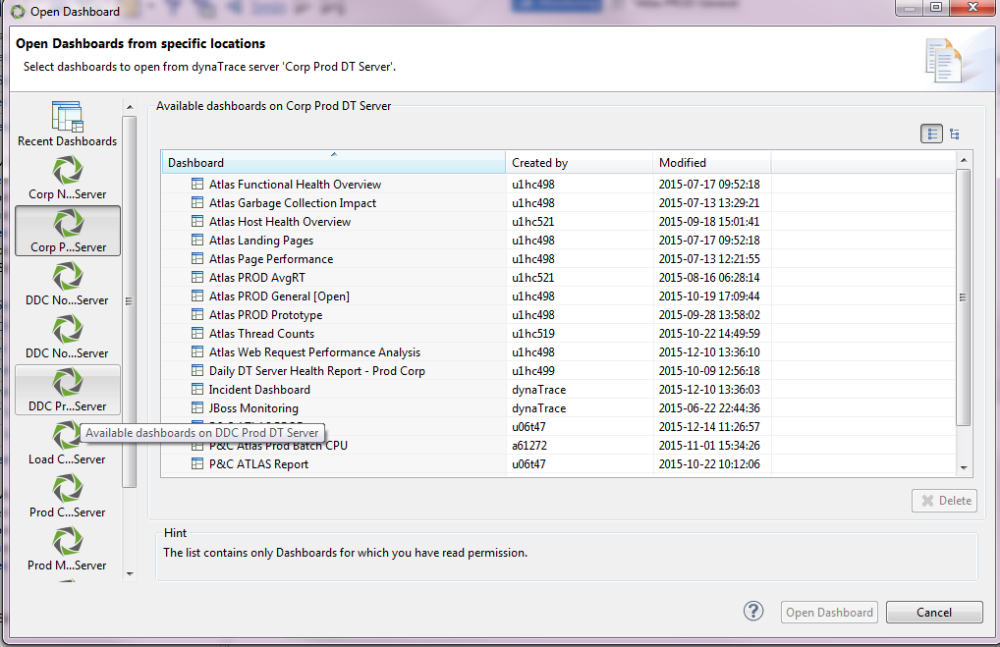 Open Dashboard
Open Dashboards from specific locations
Select dashboards to open from dynaTrace server 'Corp Prod DT Server'.
Recent Dashboards
Corp N...Server
Corp P...Server
DDC No...Server
DDC No...Server
DDC Pr...Server
Load C...Server
Prod C...Server
Prod M...Server
Available dashboards on Corp Prod DT Server
Dashboard Created by Modified
Atlas Functional Health Overview u1hc498 2015-07-17 09:52:18
Atlas Garbage Collection Impact u1hc498 2015-07-13 13:29:21
Atlas Host Health Overview u1hc521 2015-09-18 15:01:41
Atlas Landing Pages u1hc498 2015-07-17 09:52:18
Atlas Page Performance u1hc498 2015-07-13 12:21:55
Atlas PROD AvgRT u1hc521 2015-08-16 06:28:14
Atlas PROD General [Open] u1hc498 2015-10-19 17:09:44
Atlas PROD Prototype u1hc498 2015-09-28 13:58:02
Atlas Thread Counts u1hc519 2015-10-22 14:49:59
Atlas Web Request Performance Analysis u1hc498 2015-12-10 13:36:10
Daily DT Server Health Report - Prod Corp u1hc499 2015-10-09 12:56:18
Incident Dashboard dynaTrace 2015-12-10 13:36:03
JBoss Monitoring dynaTrace 2015-06-22 22:44:36
u06t47 2015-12-14 11:26:57
Available dashboards on DDC Prod DT Server
P&C Atlas Prod Batch CPU a61272 2015-11-01 15:34:26
P&C ATLAS Report u06t47 2015-10-22 10:12:06
Delete
Hint
The list contains only Dashboards for which you have read permission.
Open Dashboard
Cancel